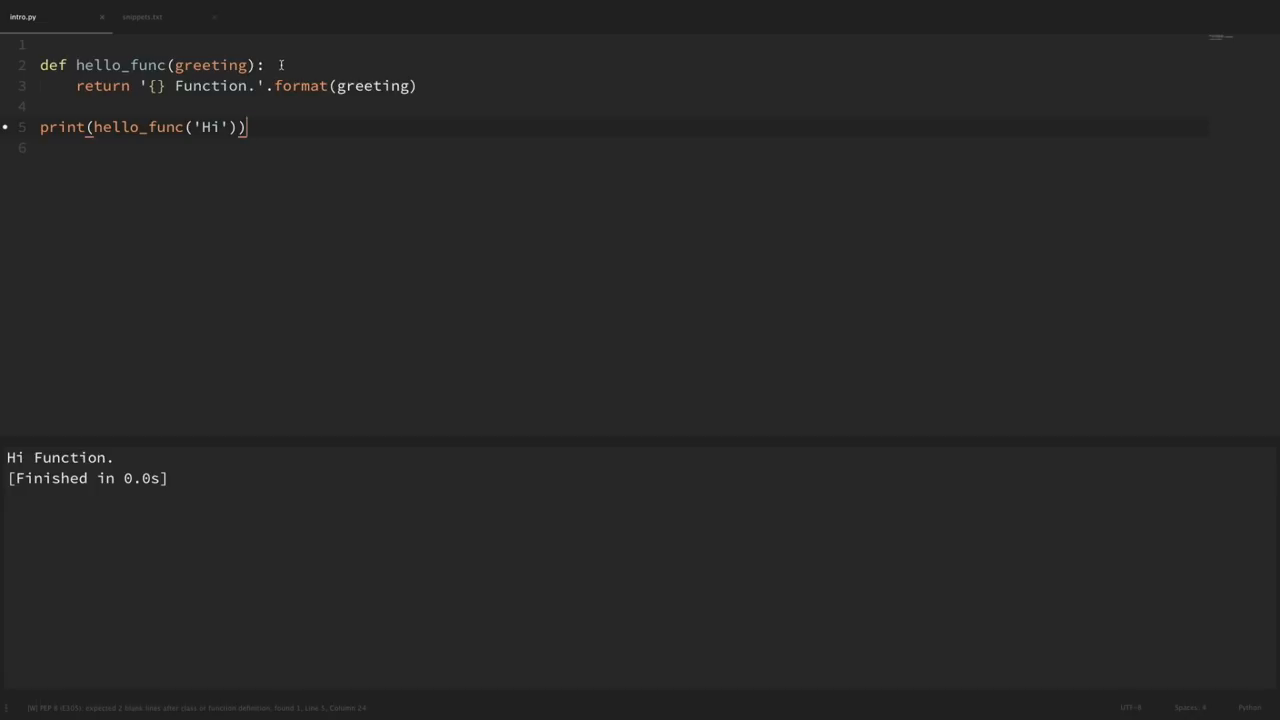 intro.py × snippets.txt ×
1
2 def hello_func(greeting):
3     return '{} Function.'.format(greeting)
4
5 print(hello_func('Hi'))
6
Hi Function.
[Finished in 0.0s]
[W] PEP 8 (E305): expected 2 blank lines after class or function definition, found 1, Line 5, Column 24 UTF-8 Spaces: 4 Python